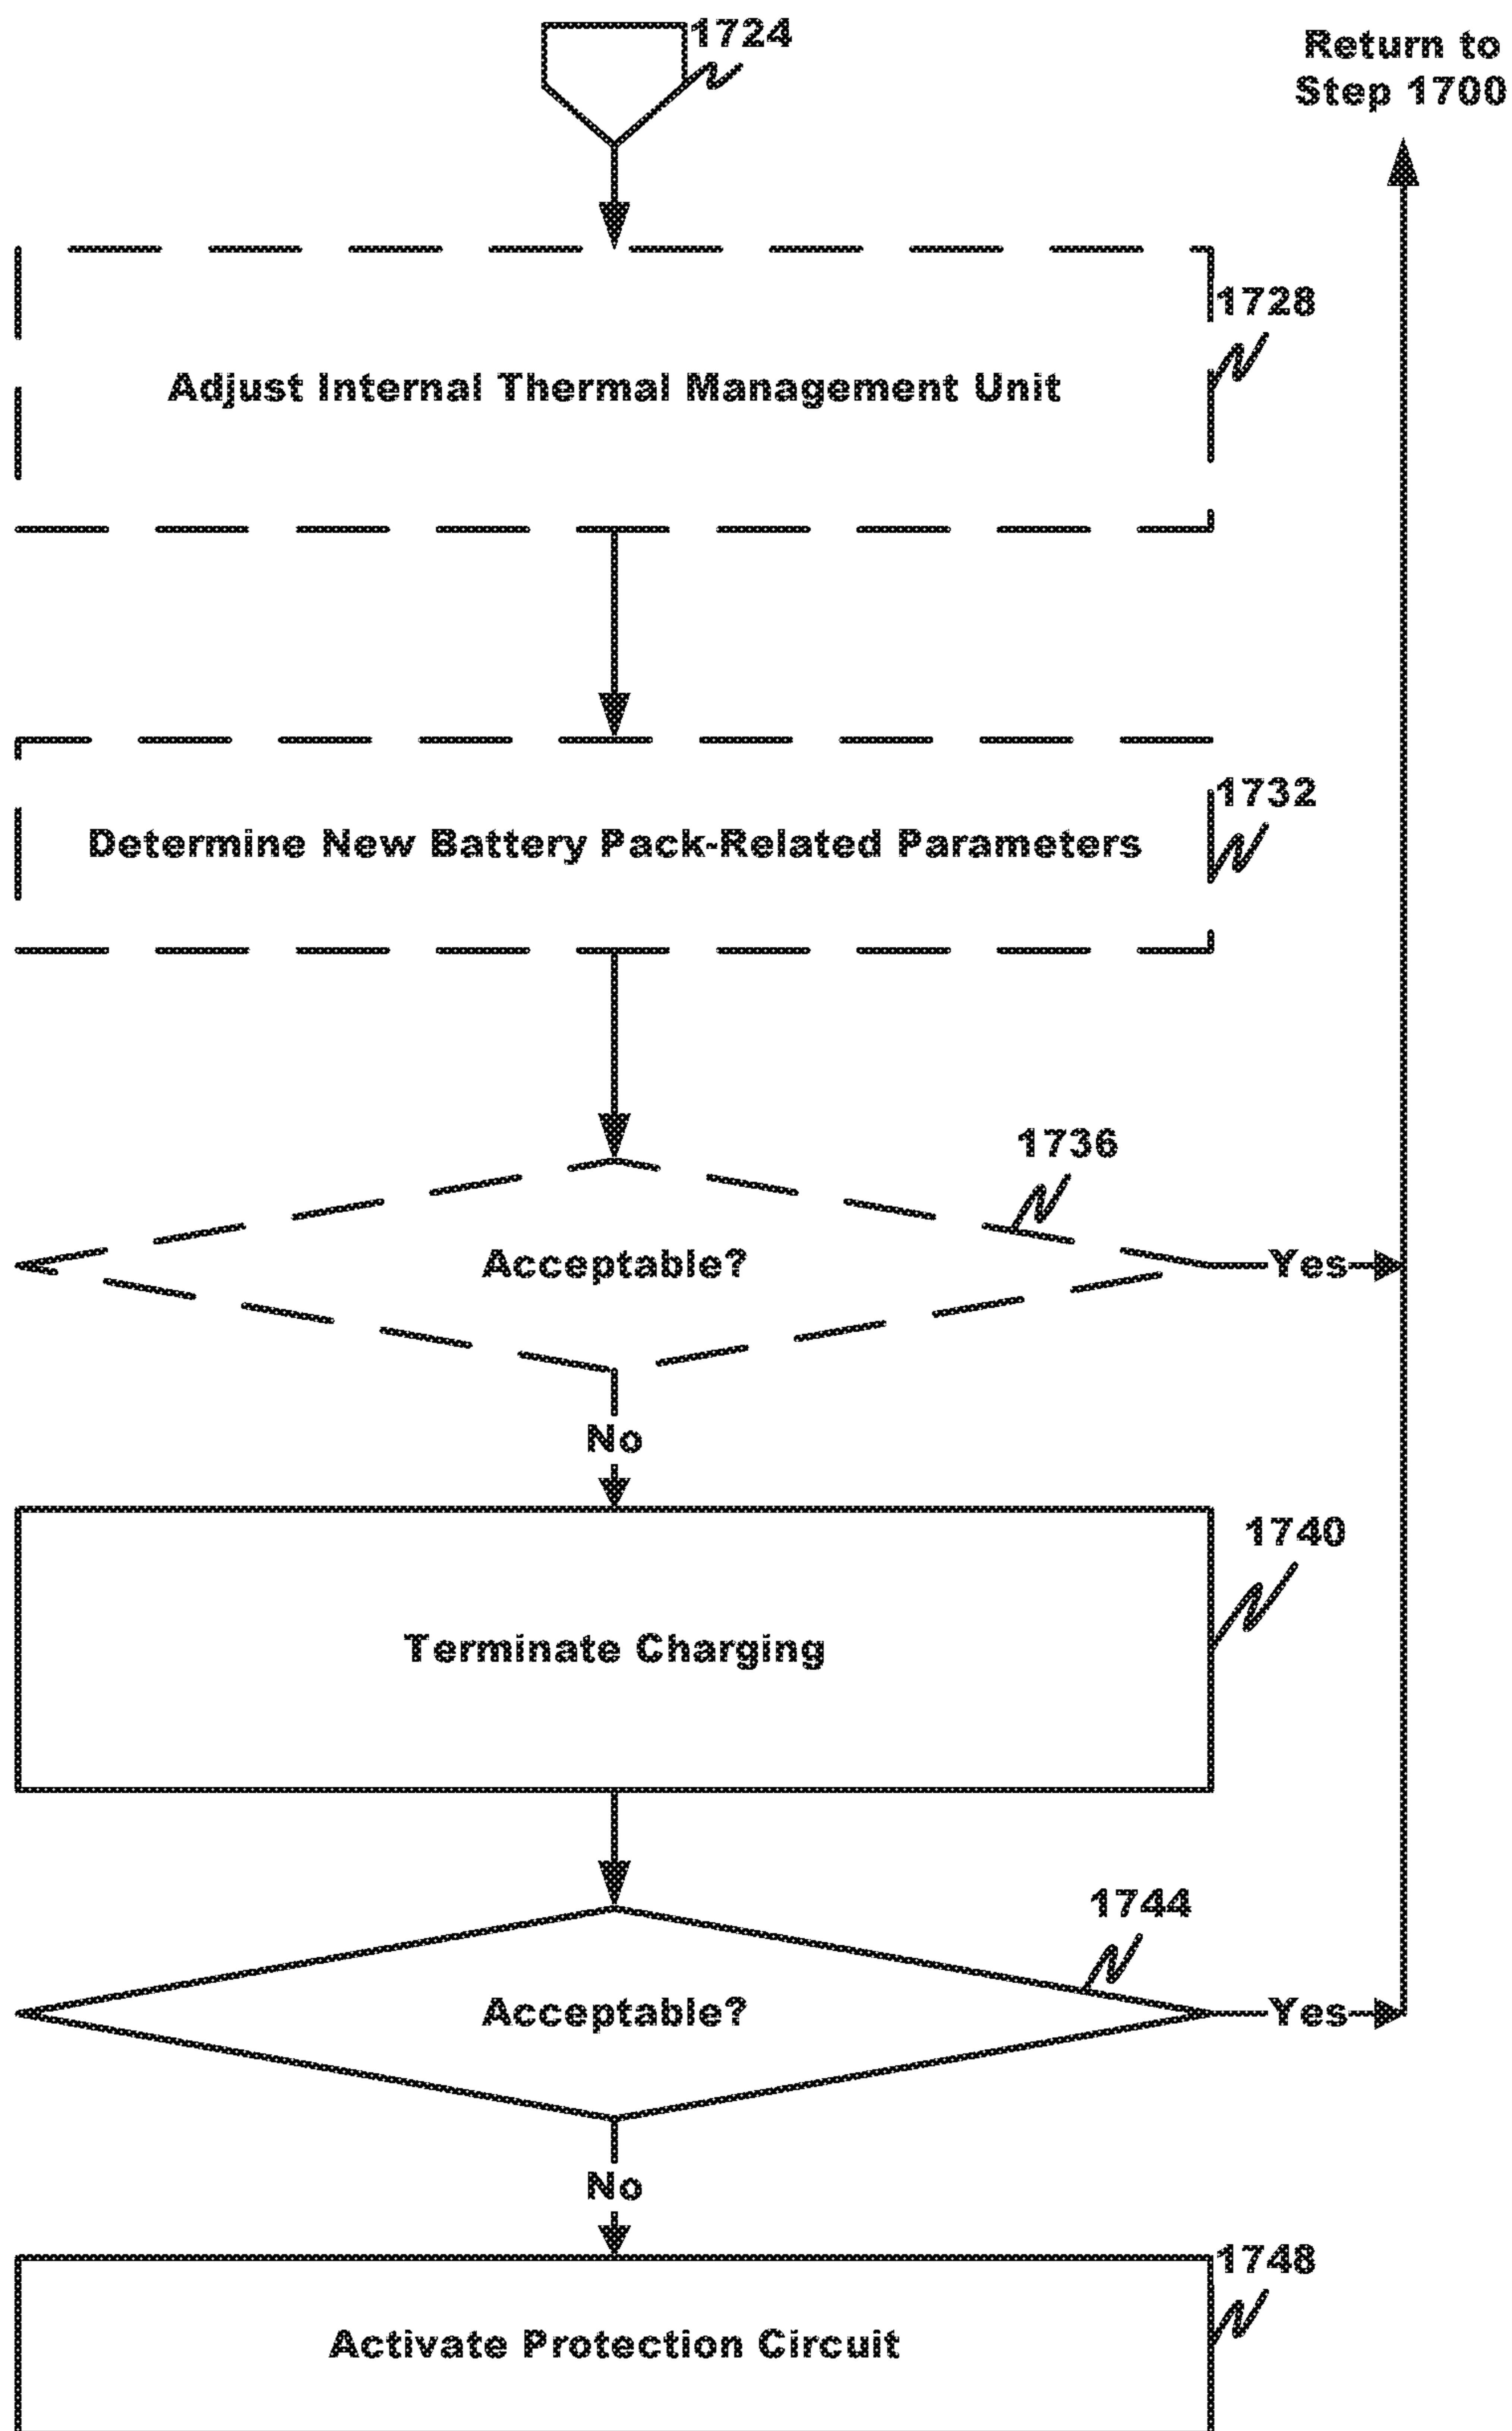 1724
Return to
Step 1700
1728
Adjust Internal Thermal Management Unit
1732
Determine New Battery Pack-Related Parameters
1736
Acceptable?
Yes
No
1740
Terminate Charging
1744
Acceptable?
Yes
No
1748
Activate Protection Circuit